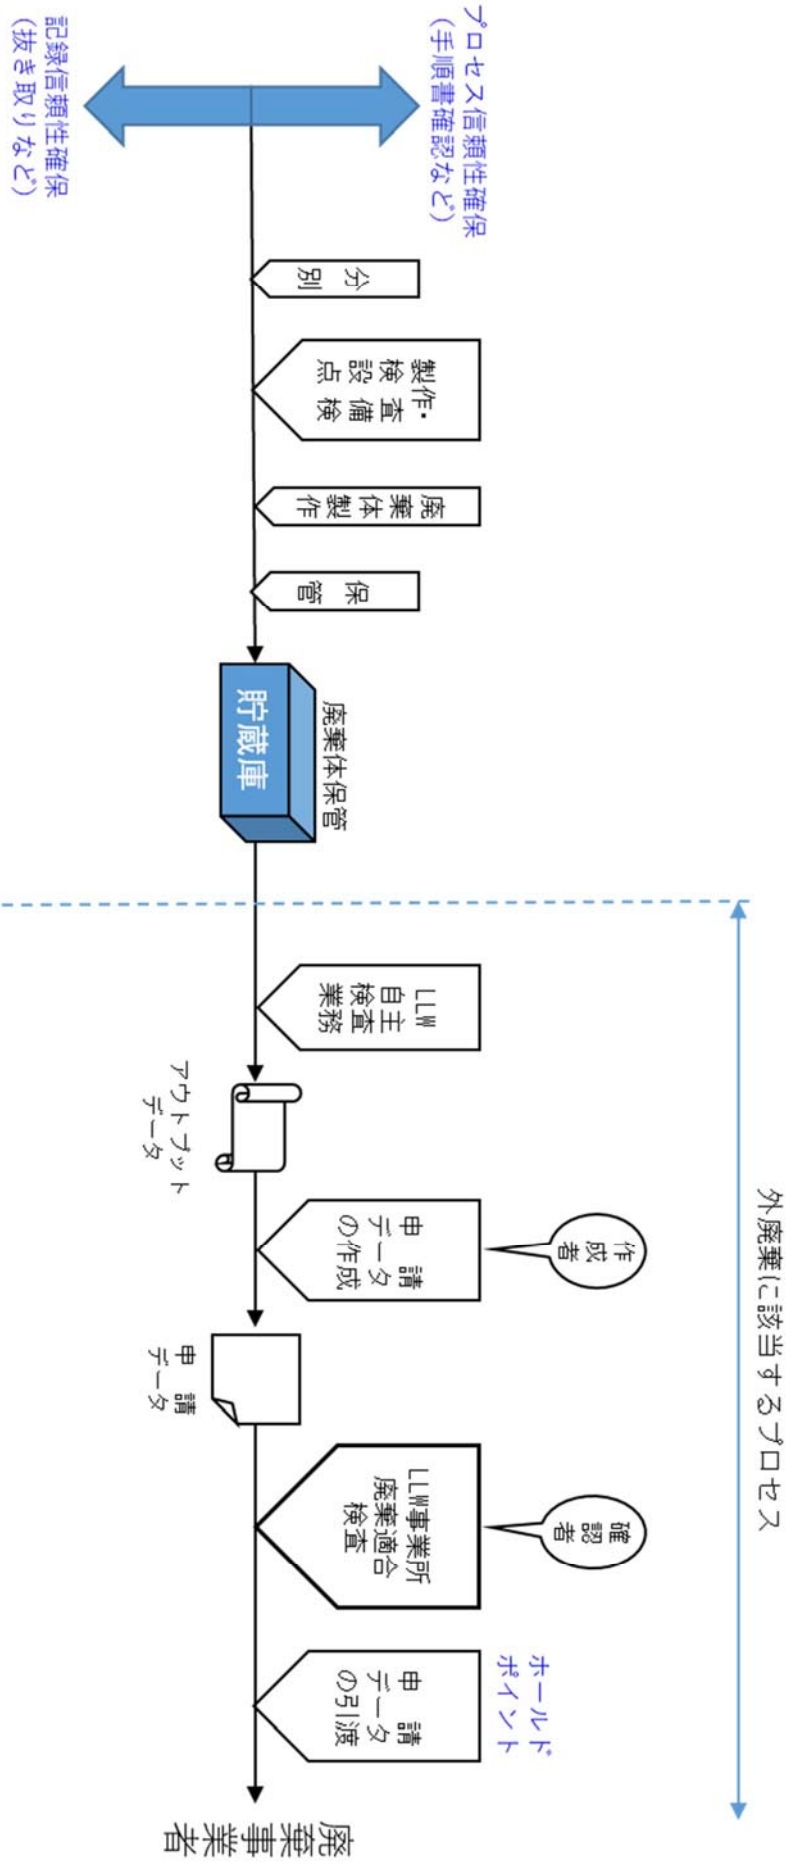 プロセス信頼性確保
(手順書確認など)
記録信頼性確保
(抜き取りなど)
分別
製作・
検査
設備
点検
廃棄体製作
保管
廃棄体保管
貯蔵庫
外廃棄に該当するプロセス
LLW
自主
検査
業務
アウトプット
データ
作
成
者
申請
データ
の作成
申請
データ
確
認
者
LLW事業所
廃棄適合
検査
ホールド
ポイント
申請
データ
の引渡
廃棄事業者